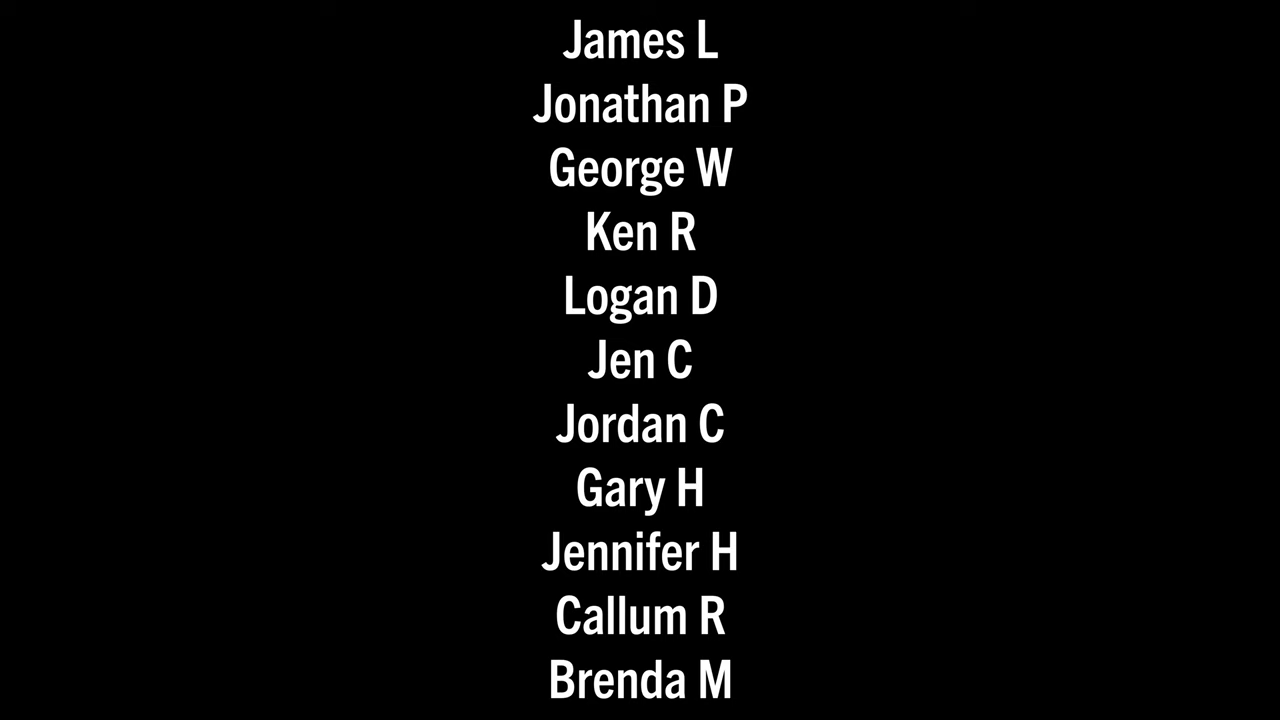 James L
Jonathan P
George W
Ken R
Logan D
Jen C
Jordan C
Gary H
Jennifer H
Callum R
Brenda M